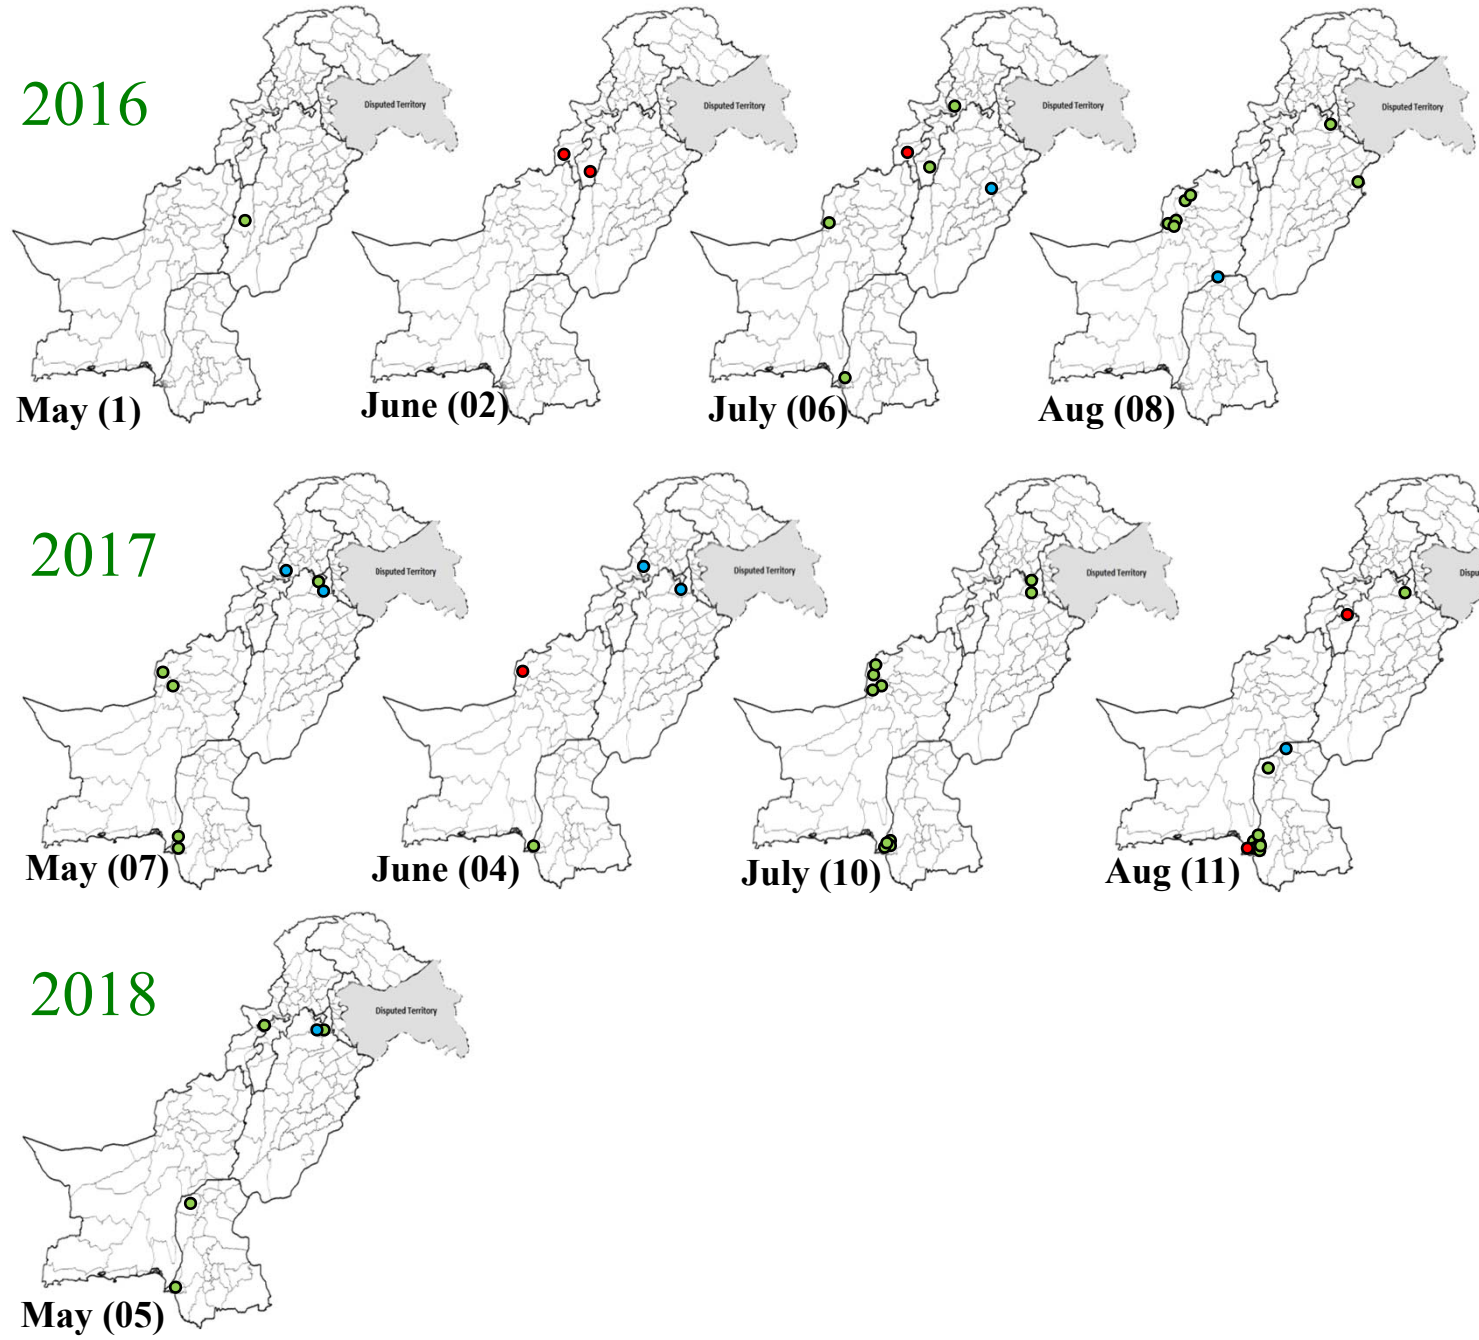 2016
Disputed Territory
Disputed Territory
Disputed Territory
Disputed Territory
May (1)
June (02)
July (06)
Aug (08)
2017
Disputed Territory
Disputed Territory
Disputed Territory
Dispu
May (07)
June (04)
July (10)
Aug (11)
2018
Disputed Territory
May (05)